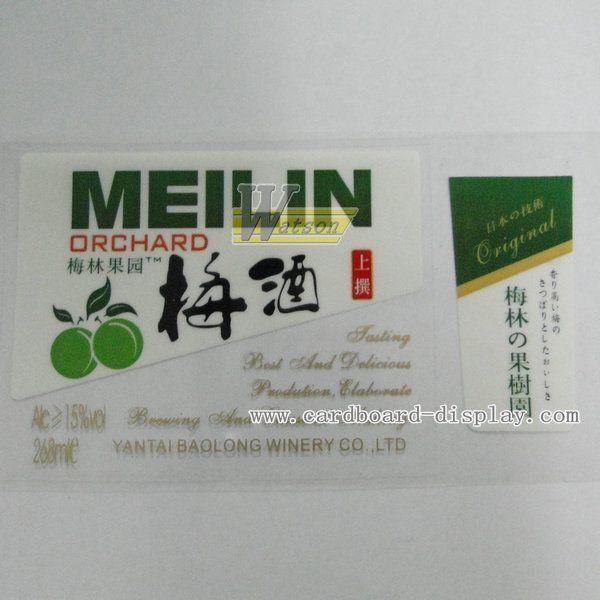 MEILIN
ORCHARD
梅林果园™
梅酒
上撰
Watson
Tasting
Best And Delicious
Prodution,Elaborate
Brewing And
Alc≥15%vol
268mle
YANTAI BAOLONG WINERY CO.,LTD
www.cardboard-display.com
日本の技術
Original
香り高い梅の
さっぱりとしたおいしさ
梅林の果樹園